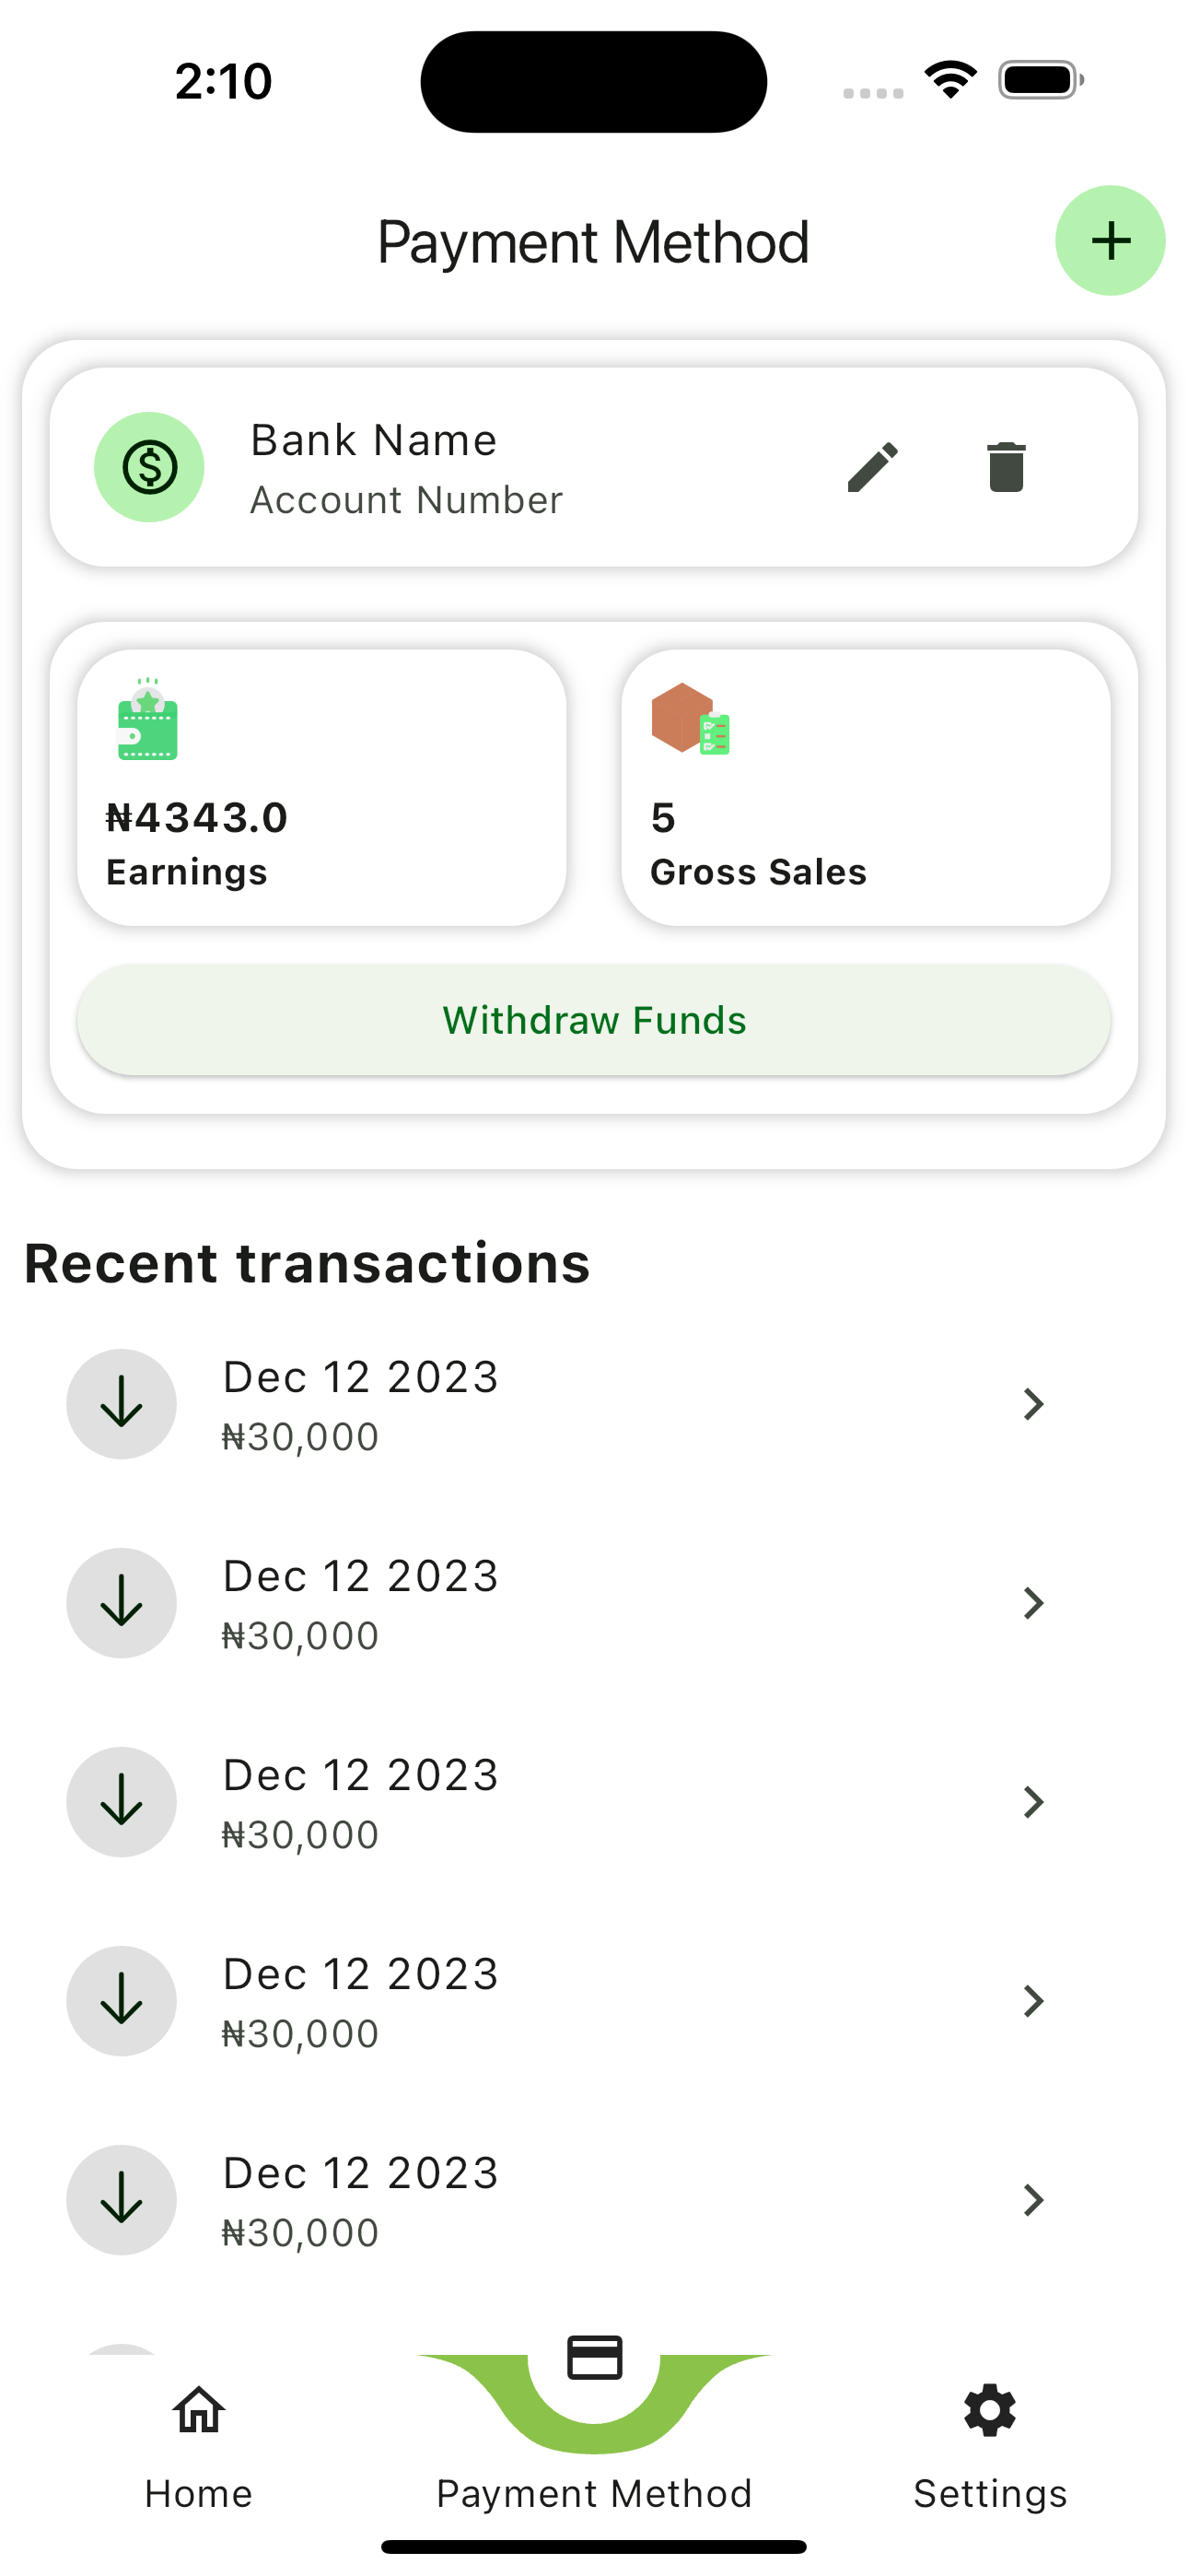 2:10
Payment Method
Bank Name
Account Number
₦4343.0
Earnings
5
Gross Sales
Withdraw Funds
Recent transactions
Dec 12 2023
₦30,000
Dec 12 2023
₦30,000
Dec 12 2023
₦30,000
Dec 12 2023
₦30,000
Dec 12 2023
₦30,000
Home
Payment Method
Settings